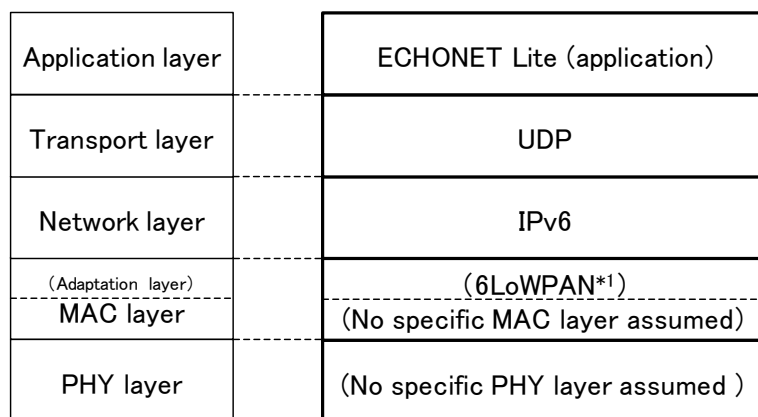 Application layer
ECHONET Lite (application)
Transport layer
UDP
Network layer
IPv6
(Adaptation layer)
(6LoWPAN*1)
MAC layer
(No specific MAC layer assumed)
PHY layer
(No specific PHY layer assumed )